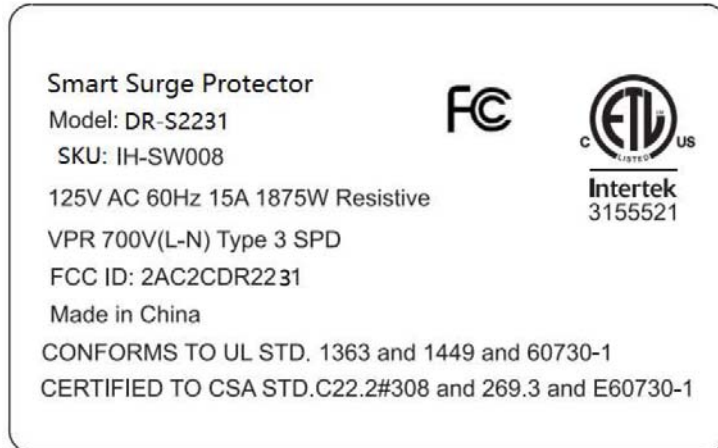 Smart Surge Protector
Model: DR-S2231
SKU: IH-SW008
125V AC 60Hz 15A 1875W Resistive
VPR 700V(L-N) Type 3 SPD
FCC ID: 2AC2CDR2231
Made in China
CONFORMS TO UL STD. 1363 and 1449 and 60730-1
CERTIFIED TO CSA STD.C22.2#308 and 269.3 and E60730-1
FC
ETL
C US
LISTED
Intertek
3155521